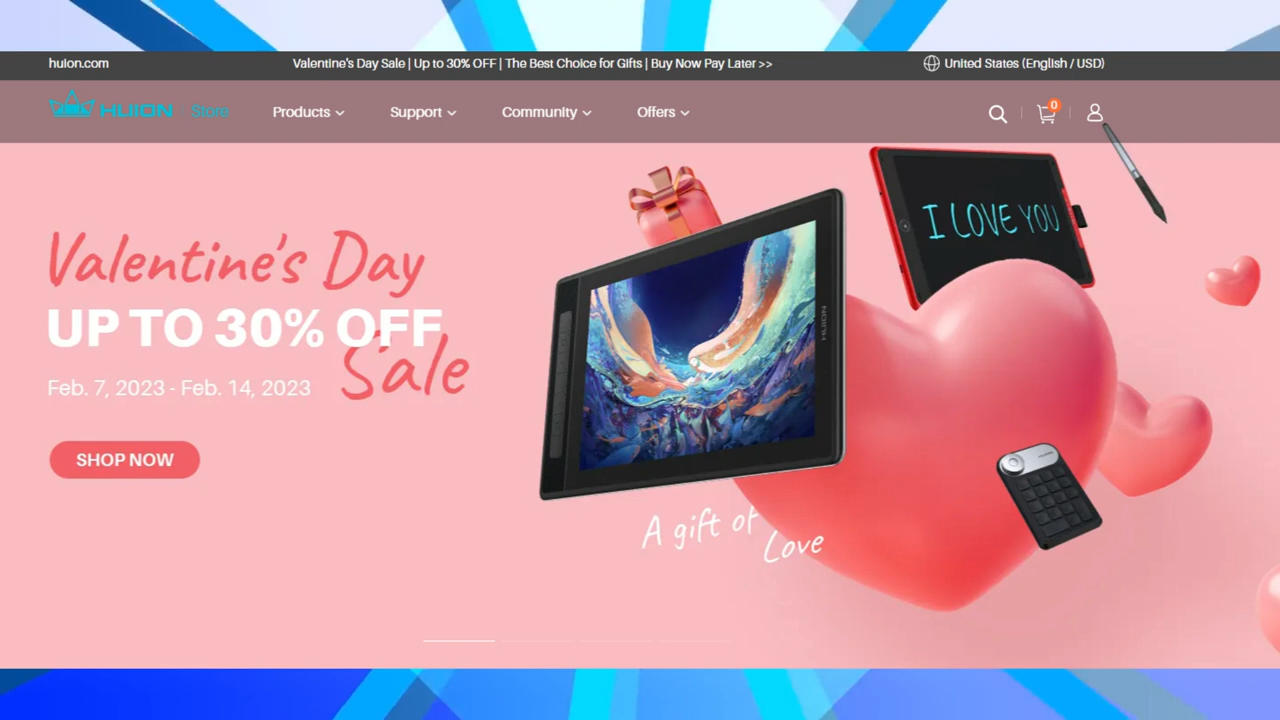 huion.com
Valentine's Day Sale | Up to 30% OFF | The Best Choice for Gifts | Buy Now Pay Later >>
United States (English / USD)
HUION Store
Products
Support
Community
Offers
0
Valentine's Day
UP TO 30% OFF
Sale
Feb. 7, 2023 - Feb. 14, 2023
SHOP NOW
I LOVE YOU
HUION
A gift of
Love